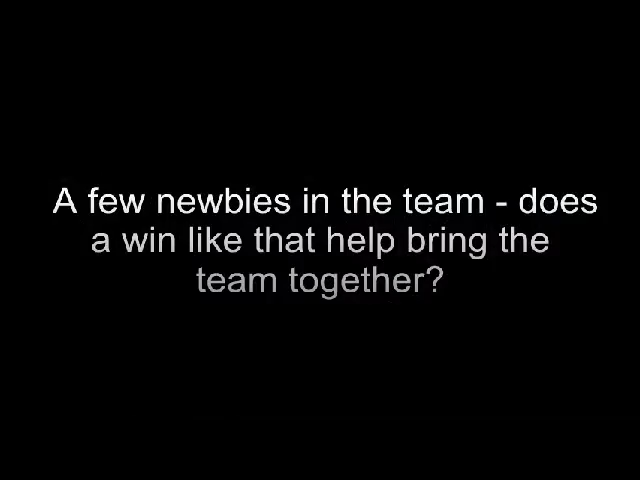 A few newbies in the team - does
a win like that help bring the
team together?